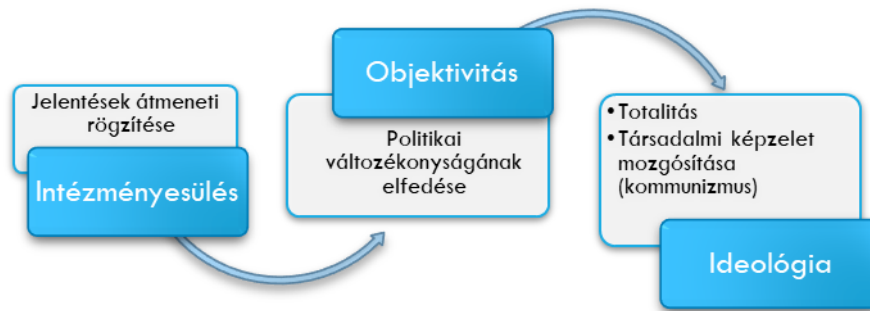 Jelentések átmeneti
rögzítése
Intézményesülés
Objektivitás
Politikai
változékonyságának
elfedése
• Totalitás
• Társadalmi képzelet
mozgósítása
(kommunizmus)
Ideológia